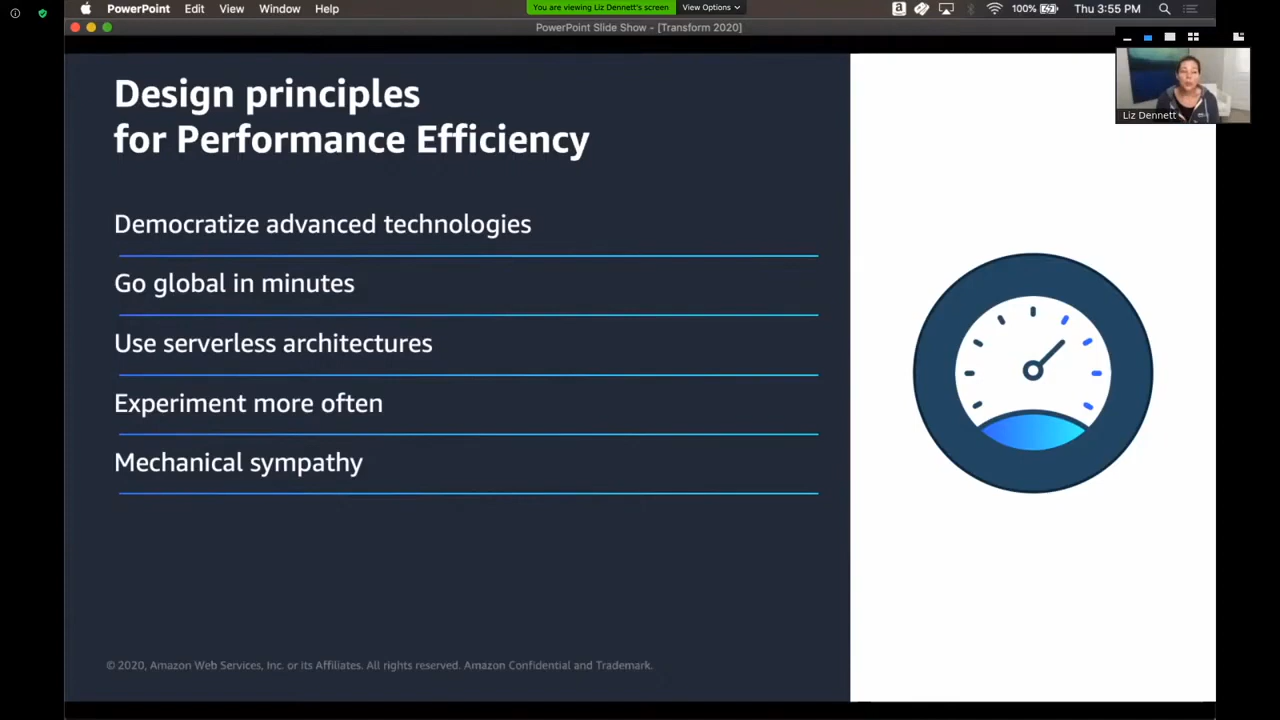 PowerPoint Edit View Window Help
You are viewing Liz Dennett's screen
View Options
100%
Thu 3:55 PM
PowerPoint Slide Show - [Transform 2020]
Liz Dennett
Design principles
for Performance Efficiency
Democratize advanced technologies
Go global in minutes
Use serverless architectures
Experiment more often
Mechanical sympathy
© 2020, Amazon Web Services, Inc. or its Affiliates. All rights reserved. Amazon Confidential and Trademark.